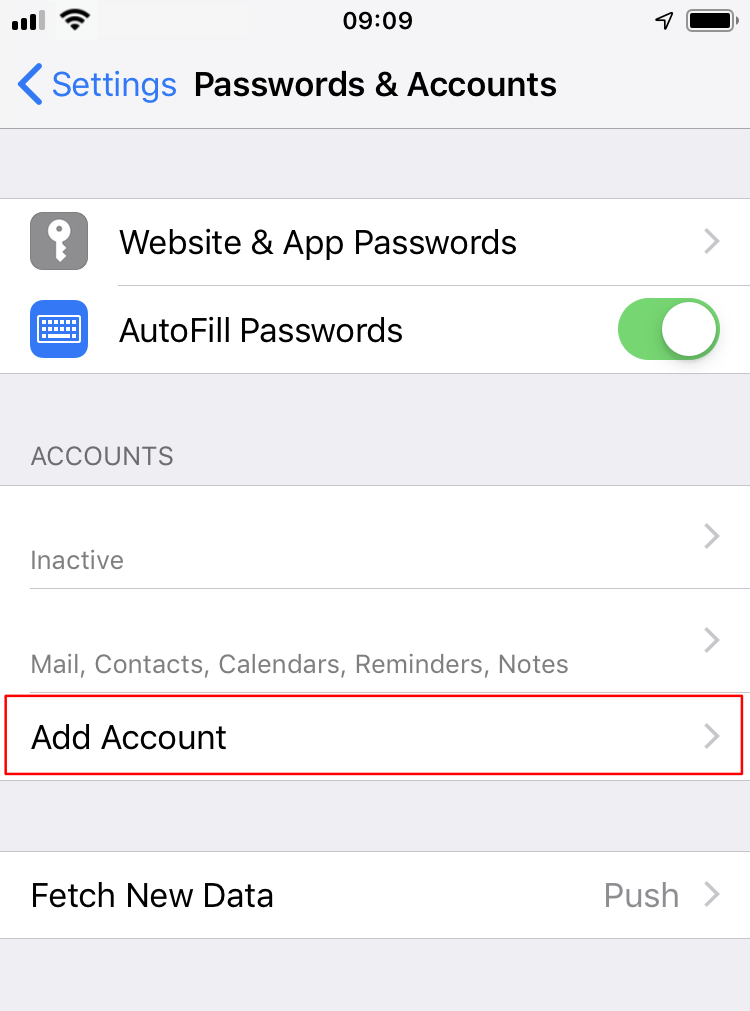 09:09
Settings Passwords & Accounts
Website & App Passwords
AutoFill Passwords
ACCOUNTS
Inactive
Mail, Contacts, Calendars, Reminders, Notes
Add Account
Fetch New Data Push